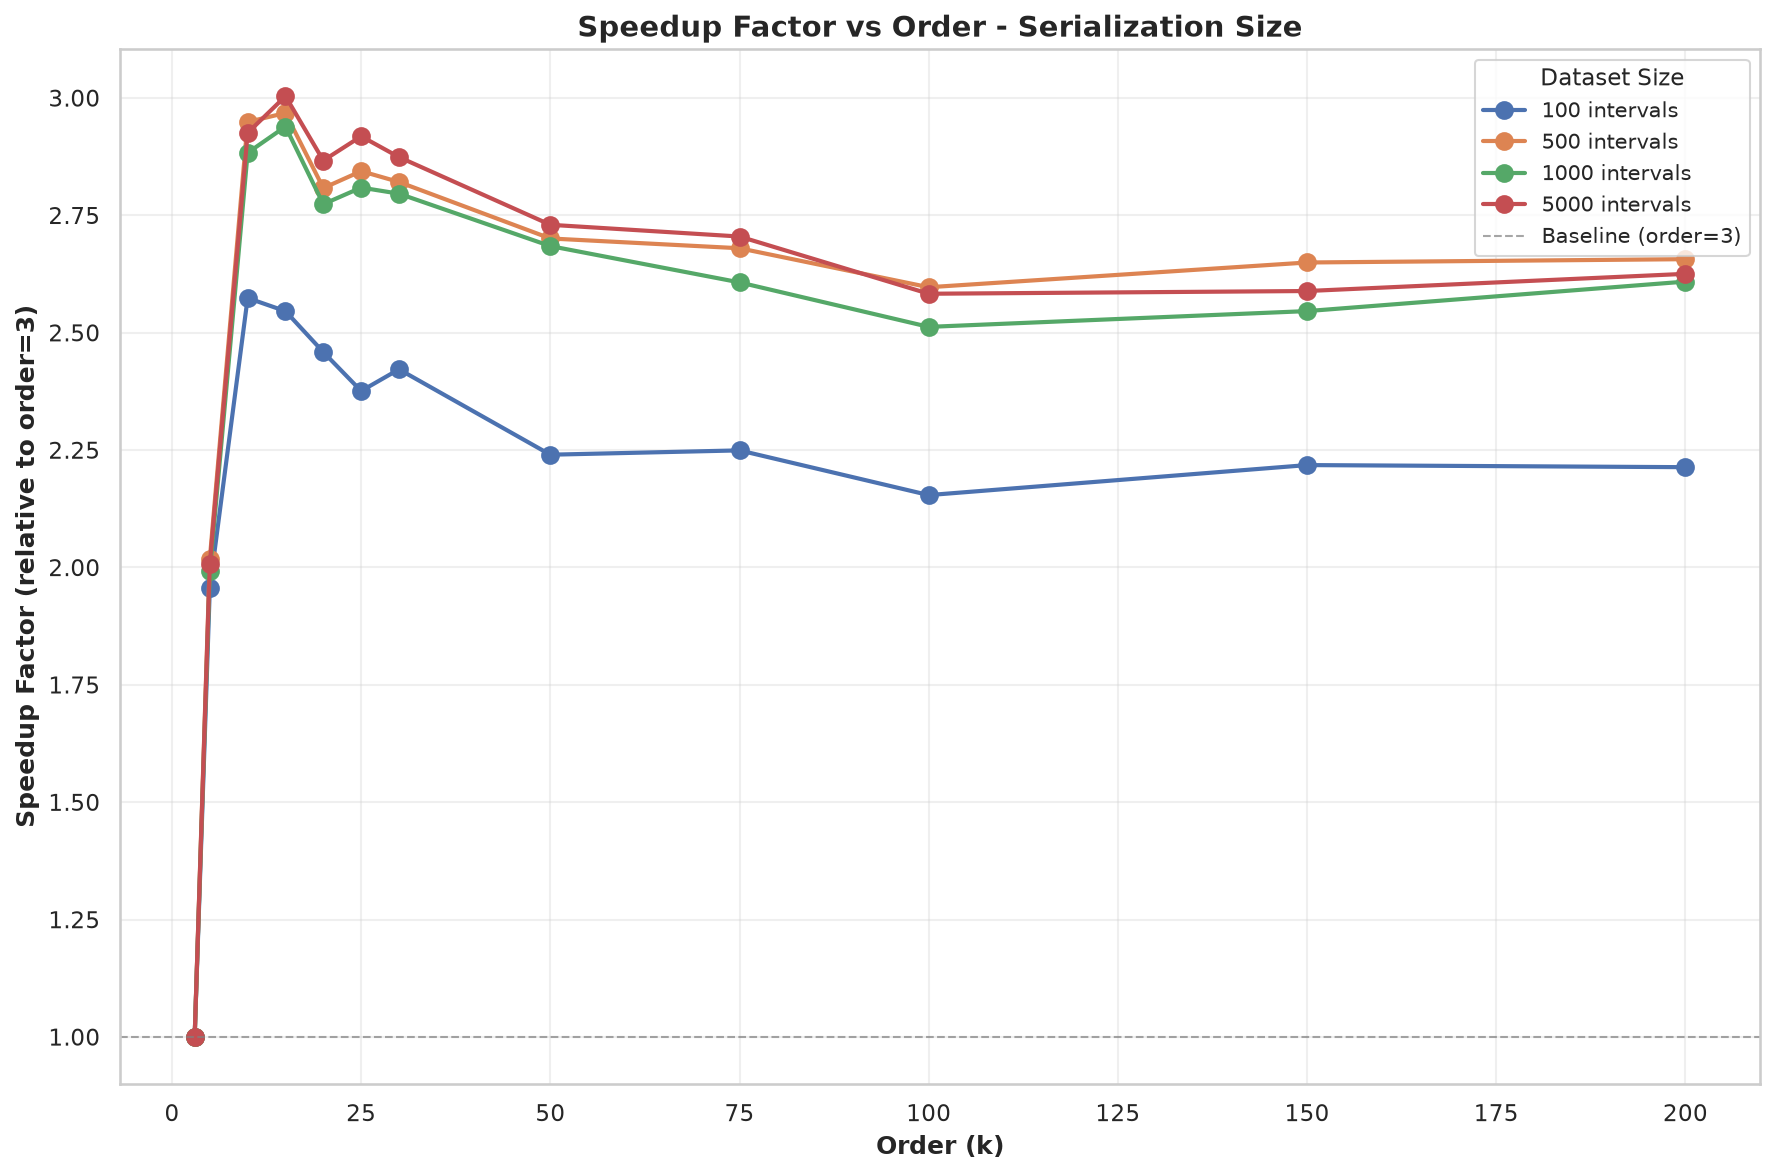 Speedup Factor vs Order - Serialization Size
Speedup Factor (relative to order=3)
3.00
2.75
2.50
2.25
2.00
1.75
1.50
1.25
1.00
Dataset Size
100 intervals
500 intervals
1000 intervals
5000 intervals
Baseline (order=3)
0 25 50 75 100 125 150 175 200
Order (k)